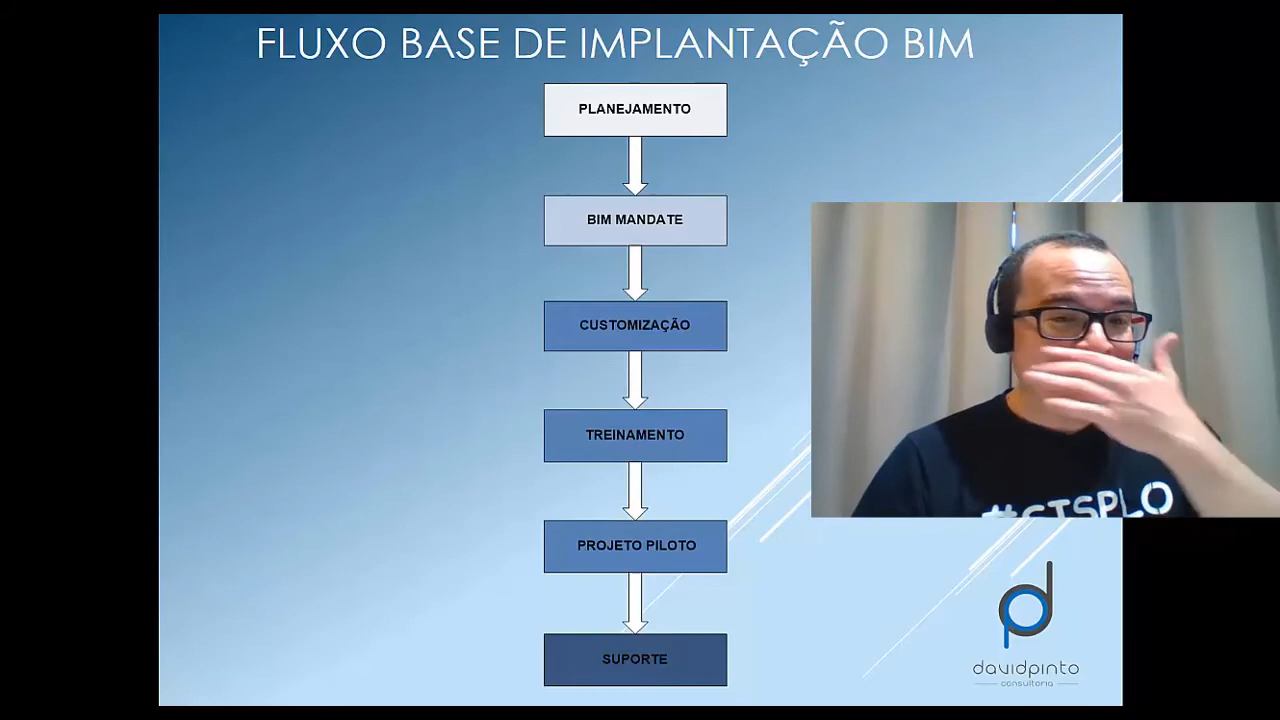 FLUXO BASE DE IMPLANTAÇÃO BIM
PLANEJAMENTO
BIM MANDATE
CUSTOMIZAÇÃO
TREINAMENTO
PROJETO PILOTO
SUPORTE
davidpinto
consultoria